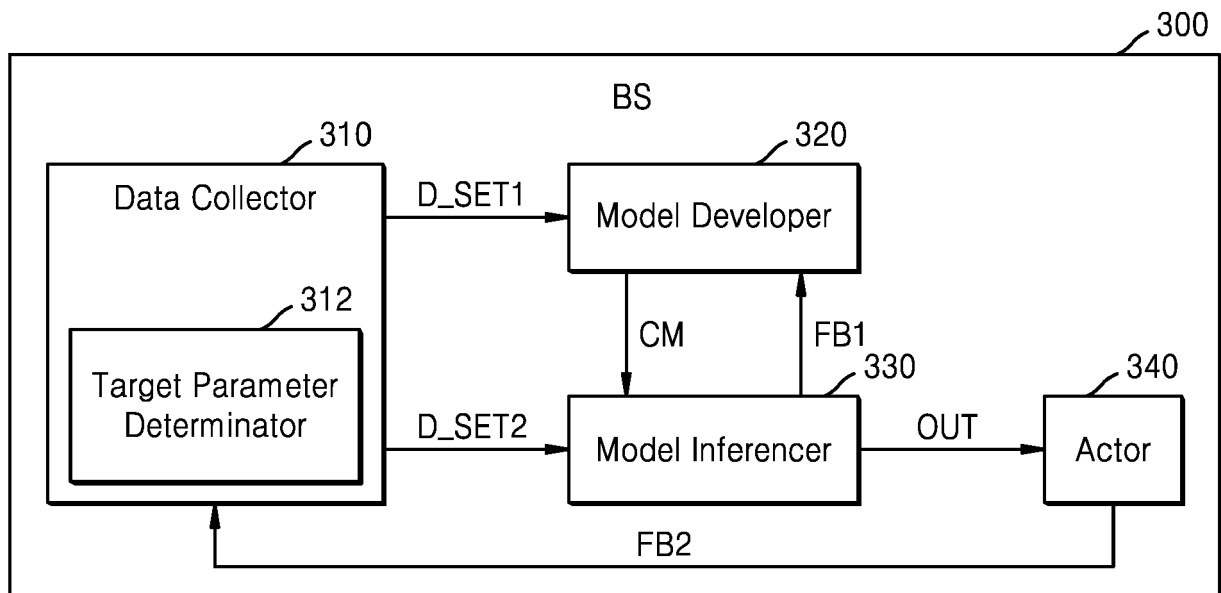 300
BS
310
Data Collector
D_SET1
320
Model Developer
312
Target Parameter
Determinator
CM
FB1
330
340
D_SET2
Model Inferencer
OUT
Actor
FB2